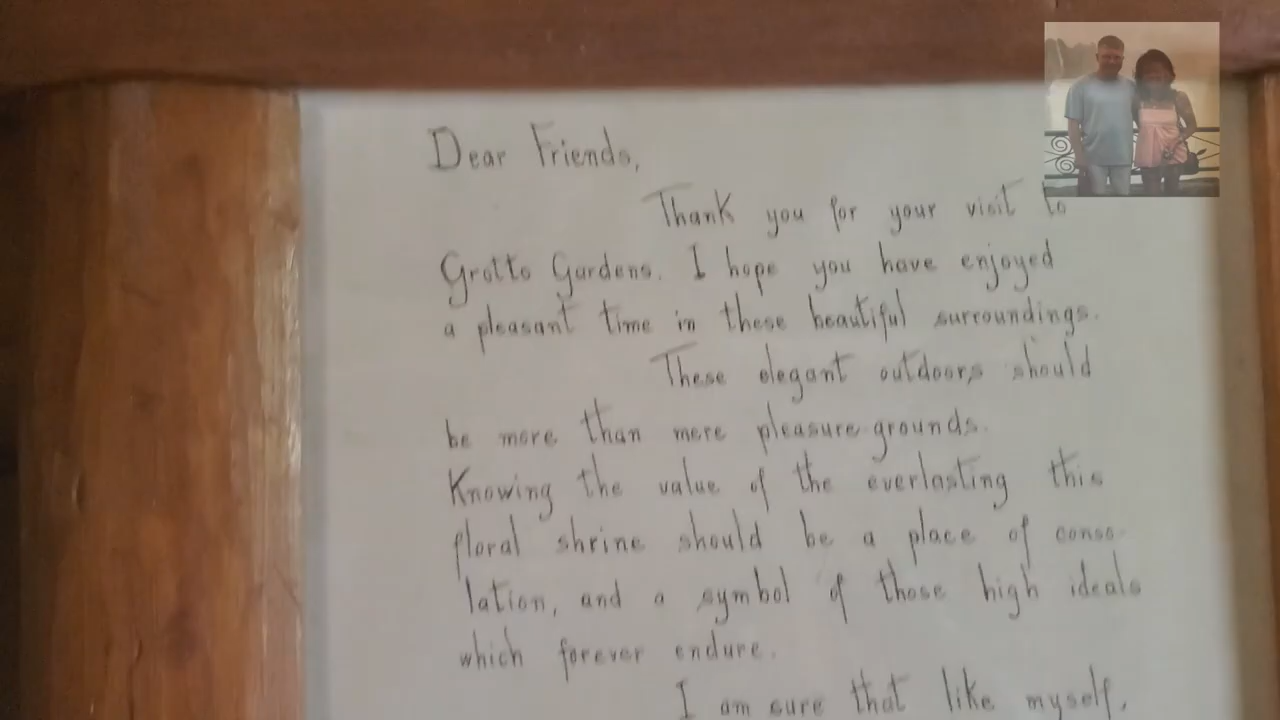 Dear Friends,
Thank you for your visit to
Grotto Gardens. I hope you have enjoyed
a pleasant time in these beautiful surroundings.
These elegant outdoors should
be more than mere pleasure-grounds.
Knowing the value of the everlasting this
floral shrine should be a place of conso-
lation, and a symbol of those high ideals
which forever endure.
I am sure that like myself,